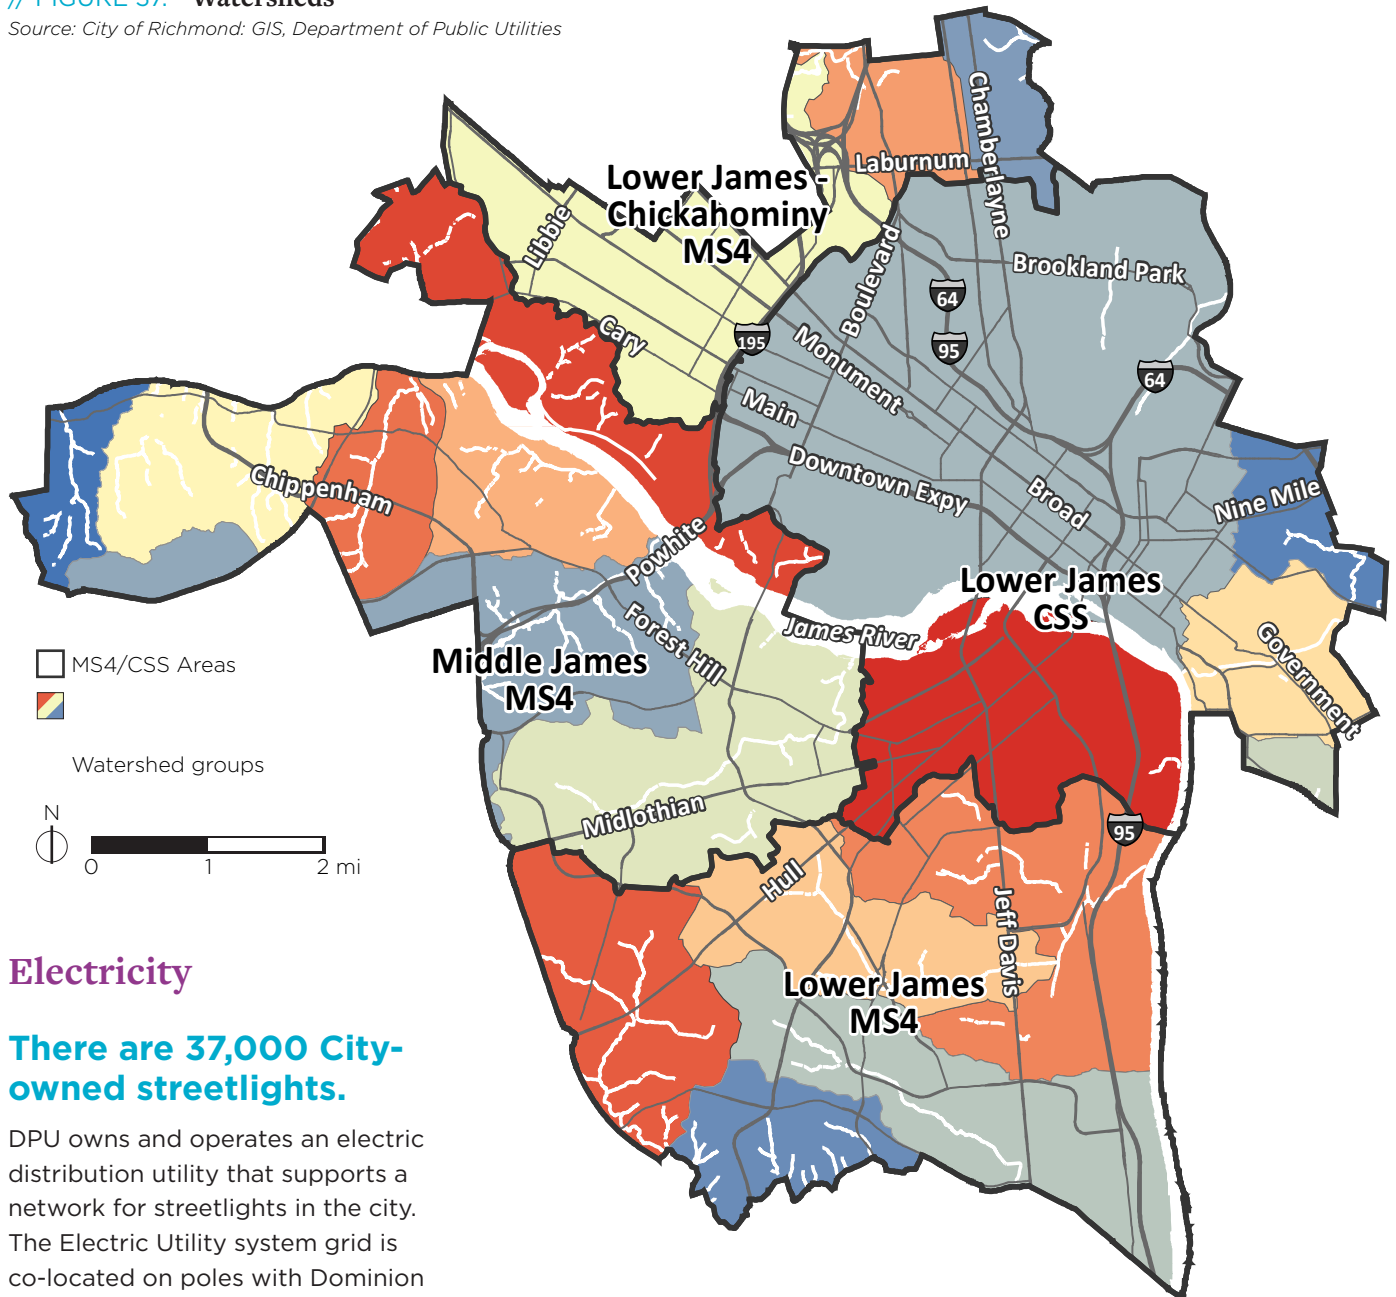 // FIGURE 37. Watersheds
Source: City of Richmond: GIS, Department of Public Utilities
Chamberlayne
Laburnum
Lower James -
Chickahominy
MS4
Libbie
Boulevard
Brookland Park
64
95
195
Cary
Monument
64
Main
Downtown Expy
Broad
Nine Mile
Chippenham
Powhite
Lower James
CSS
Forest Hill
James River
Government
Middle James
MS4
MS4/CSS Areas
Watershed groups
N
0 1 2 mi
Midlothian
95
Hull
Jeff Davis
Lower James
MS4
Electricity
There are 37,000 City-
owned streetlights.
DPU owns and operates an electric
distribution utility that supports a
network for streetlights in the city.
The Electric Utility system grid is
co-located on poles with Dominion